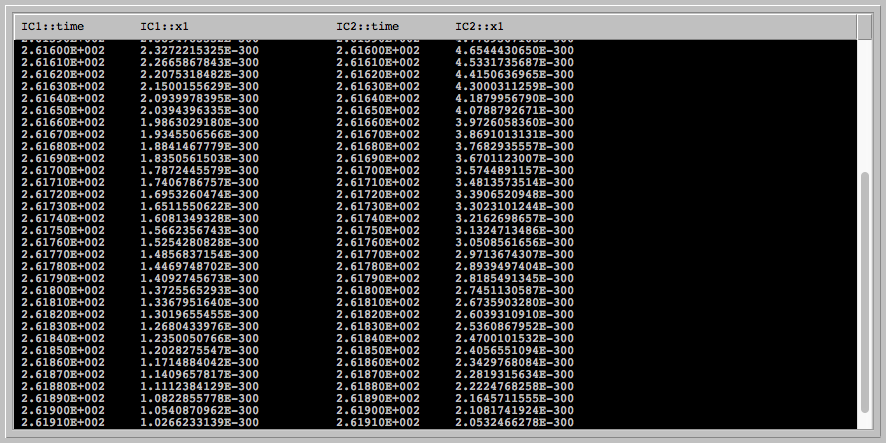 IC1::time IC1::x1 IC2::time IC2::x1
2.61600E+002 2.3272215325E-300 2.61600E+002 4.6544430650E-300
2.61610E+002 2.2665867843E-300 2.61610E+002 4.5331735687E-300
2.61620E+002 2.2075318482E-300 2.61620E+002 4.4150636965E-300
2.61630E+002 2.1500155629E-300 2.61630E+002 4.3000311259E-300
2.61640E+002 2.0939978395E-300 2.61640E+002 4.1879956790E-300
2.61650E+002 2.0394396335E-300 2.61650E+002 4.0788792671E-300
2.61660E+002 1.9863029180E-300 2.61660E+002 3.9726058360E-300
2.61670E+002 1.9345506566E-300 2.61670E+002 3.8691013131E-300
2.61680E+002 1.8841467779E-300 2.61680E+002 3.7682935557E-300
2.61690E+002 1.8350561503E-300 2.61690E+002 3.6701123007E-300
2.61700E+002 1.7872445579E-300 2.61700E+002 3.5744891157E-300
2.61710E+002 1.7406786757E-300 2.61710E+002 3.4813573514E-300
2.61720E+002 1.6953260474E-300 2.61720E+002 3.3906520948E-300
2.61730E+002 1.6511550622E-300 2.61730E+002 3.3023101244E-300
2.61740E+002 1.6081349328E-300 2.61740E+002 3.2162698657E-300
2.61750E+002 1.5662356743E-300 2.61750E+002 3.1324713486E-300
2.61760E+002 1.5254280828E-300 2.61760E+002 3.0508561656E-300
2.61770E+002 1.4856837154E-300 2.61770E+002 2.9713674307E-300
2.61780E+002 1.4469748702E-300 2.61780E+002 2.8939497404E-300
2.61790E+002 1.4092745673E-300 2.61790E+002 2.8185491345E-300
2.61800E+002 1.3725565293E-300 2.61800E+002 2.7451130587E-300
2.61810E+002 1.3367951640E-300 2.61810E+002 2.6735903280E-300
2.61820E+002 1.3019655455E-300 2.61820E+002 2.6039310910E-300
2.61830E+002 1.2680433976E-300 2.61830E+002 2.5360867952E-300
2.61840E+002 1.2350050766E-300 2.61840E+002 2.4700101532E-300
2.61850E+002 1.2028275547E-300 2.61850E+002 2.4056551094E-300
2.61860E+002 1.1714884042E-300 2.61860E+002 2.3429768084E-300
2.61870E+002 1.1409657817E-300 2.61870E+002 2.2819315634E-300
2.61880E+002 1.1112384129E-300 2.61880E+002 2.2224768258E-300
2.61890E+002 1.0822855778E-300 2.61890E+002 2.1645711555E-300
2.61900E+002 1.0540870962E-300 2.61900E+002 2.1081741924E-300
2.61910E+002 1.0266233139E-300 2.61910E+002 2.0532466278E-300